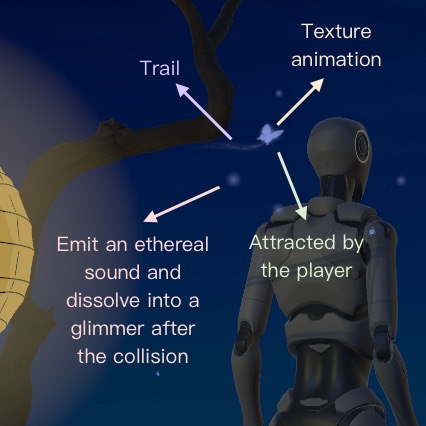 Texture
animation
Trail
Emit an ethereal
sound and
dissolve into a
glimmer after
the collision
Attracted by
the player